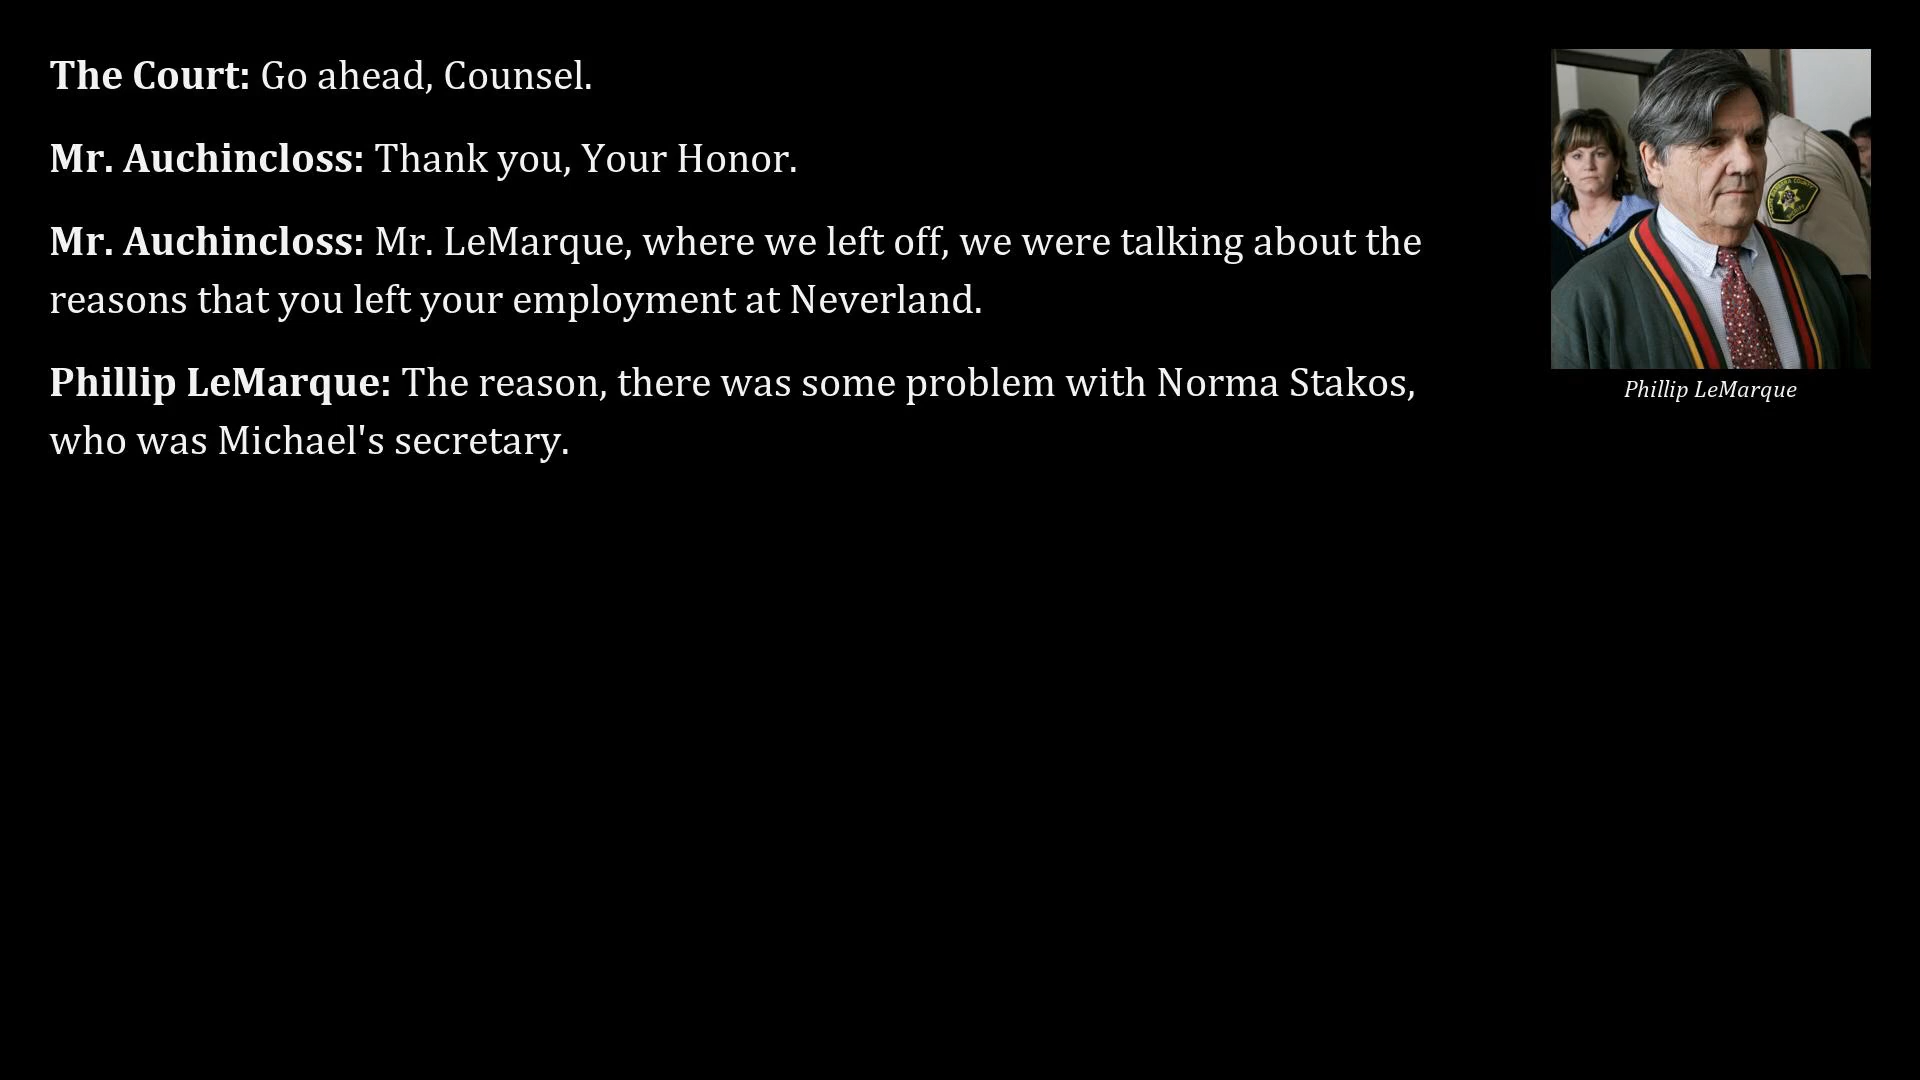 The Court: Go ahead, Counsel.
Mr. Auchincloss: Thank you, Your Honor.
Mr. Auchincloss: Mr. LeMarque, where we left off, we were talking about the
reasons that you left your employment at Neverland.
Phillip LeMarque: The reason, there was some problem with Norma Stakos,
who was Michael's secretary.
Phillip LeMarque